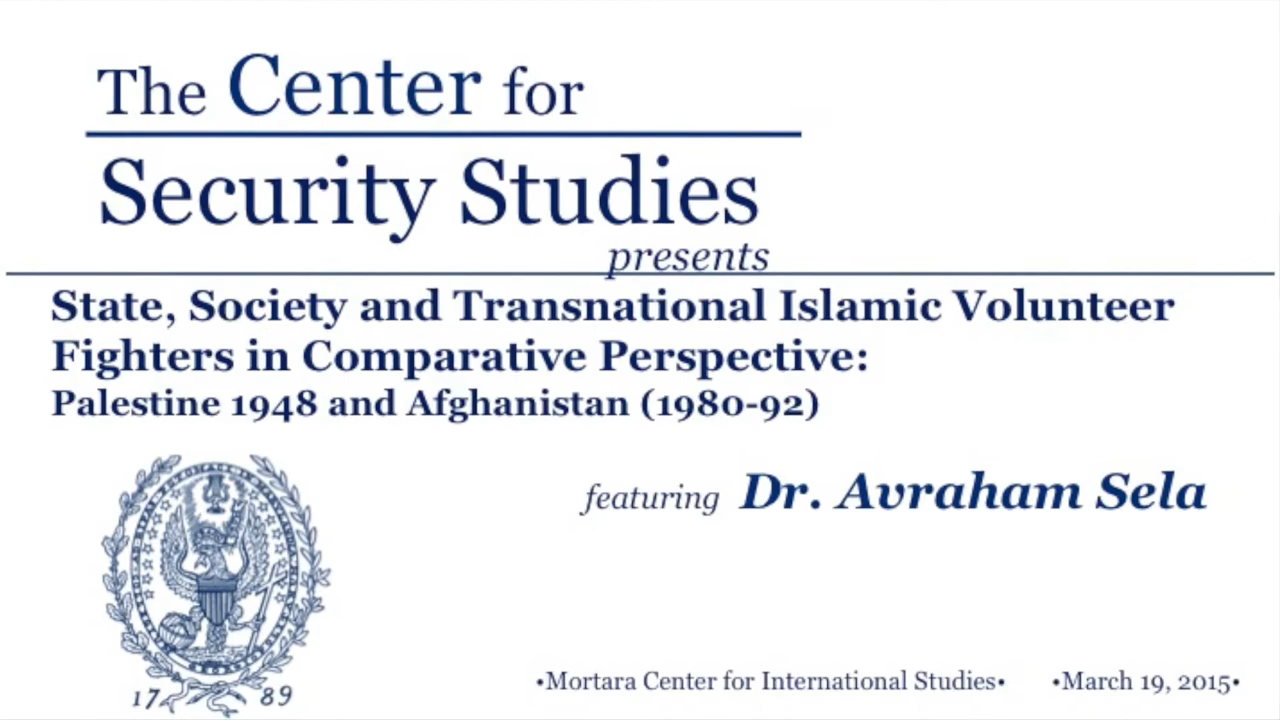 The Center for
Security Studies
presents
State, Society and Transnational Islamic Volunteer
Fighters in Comparative Perspective:
Palestine 1948 and Afghanistan (1980-92)
featuring Dr. Avraham Sela
17 89
•Mortara Center for International Studies• •March 19, 2015•